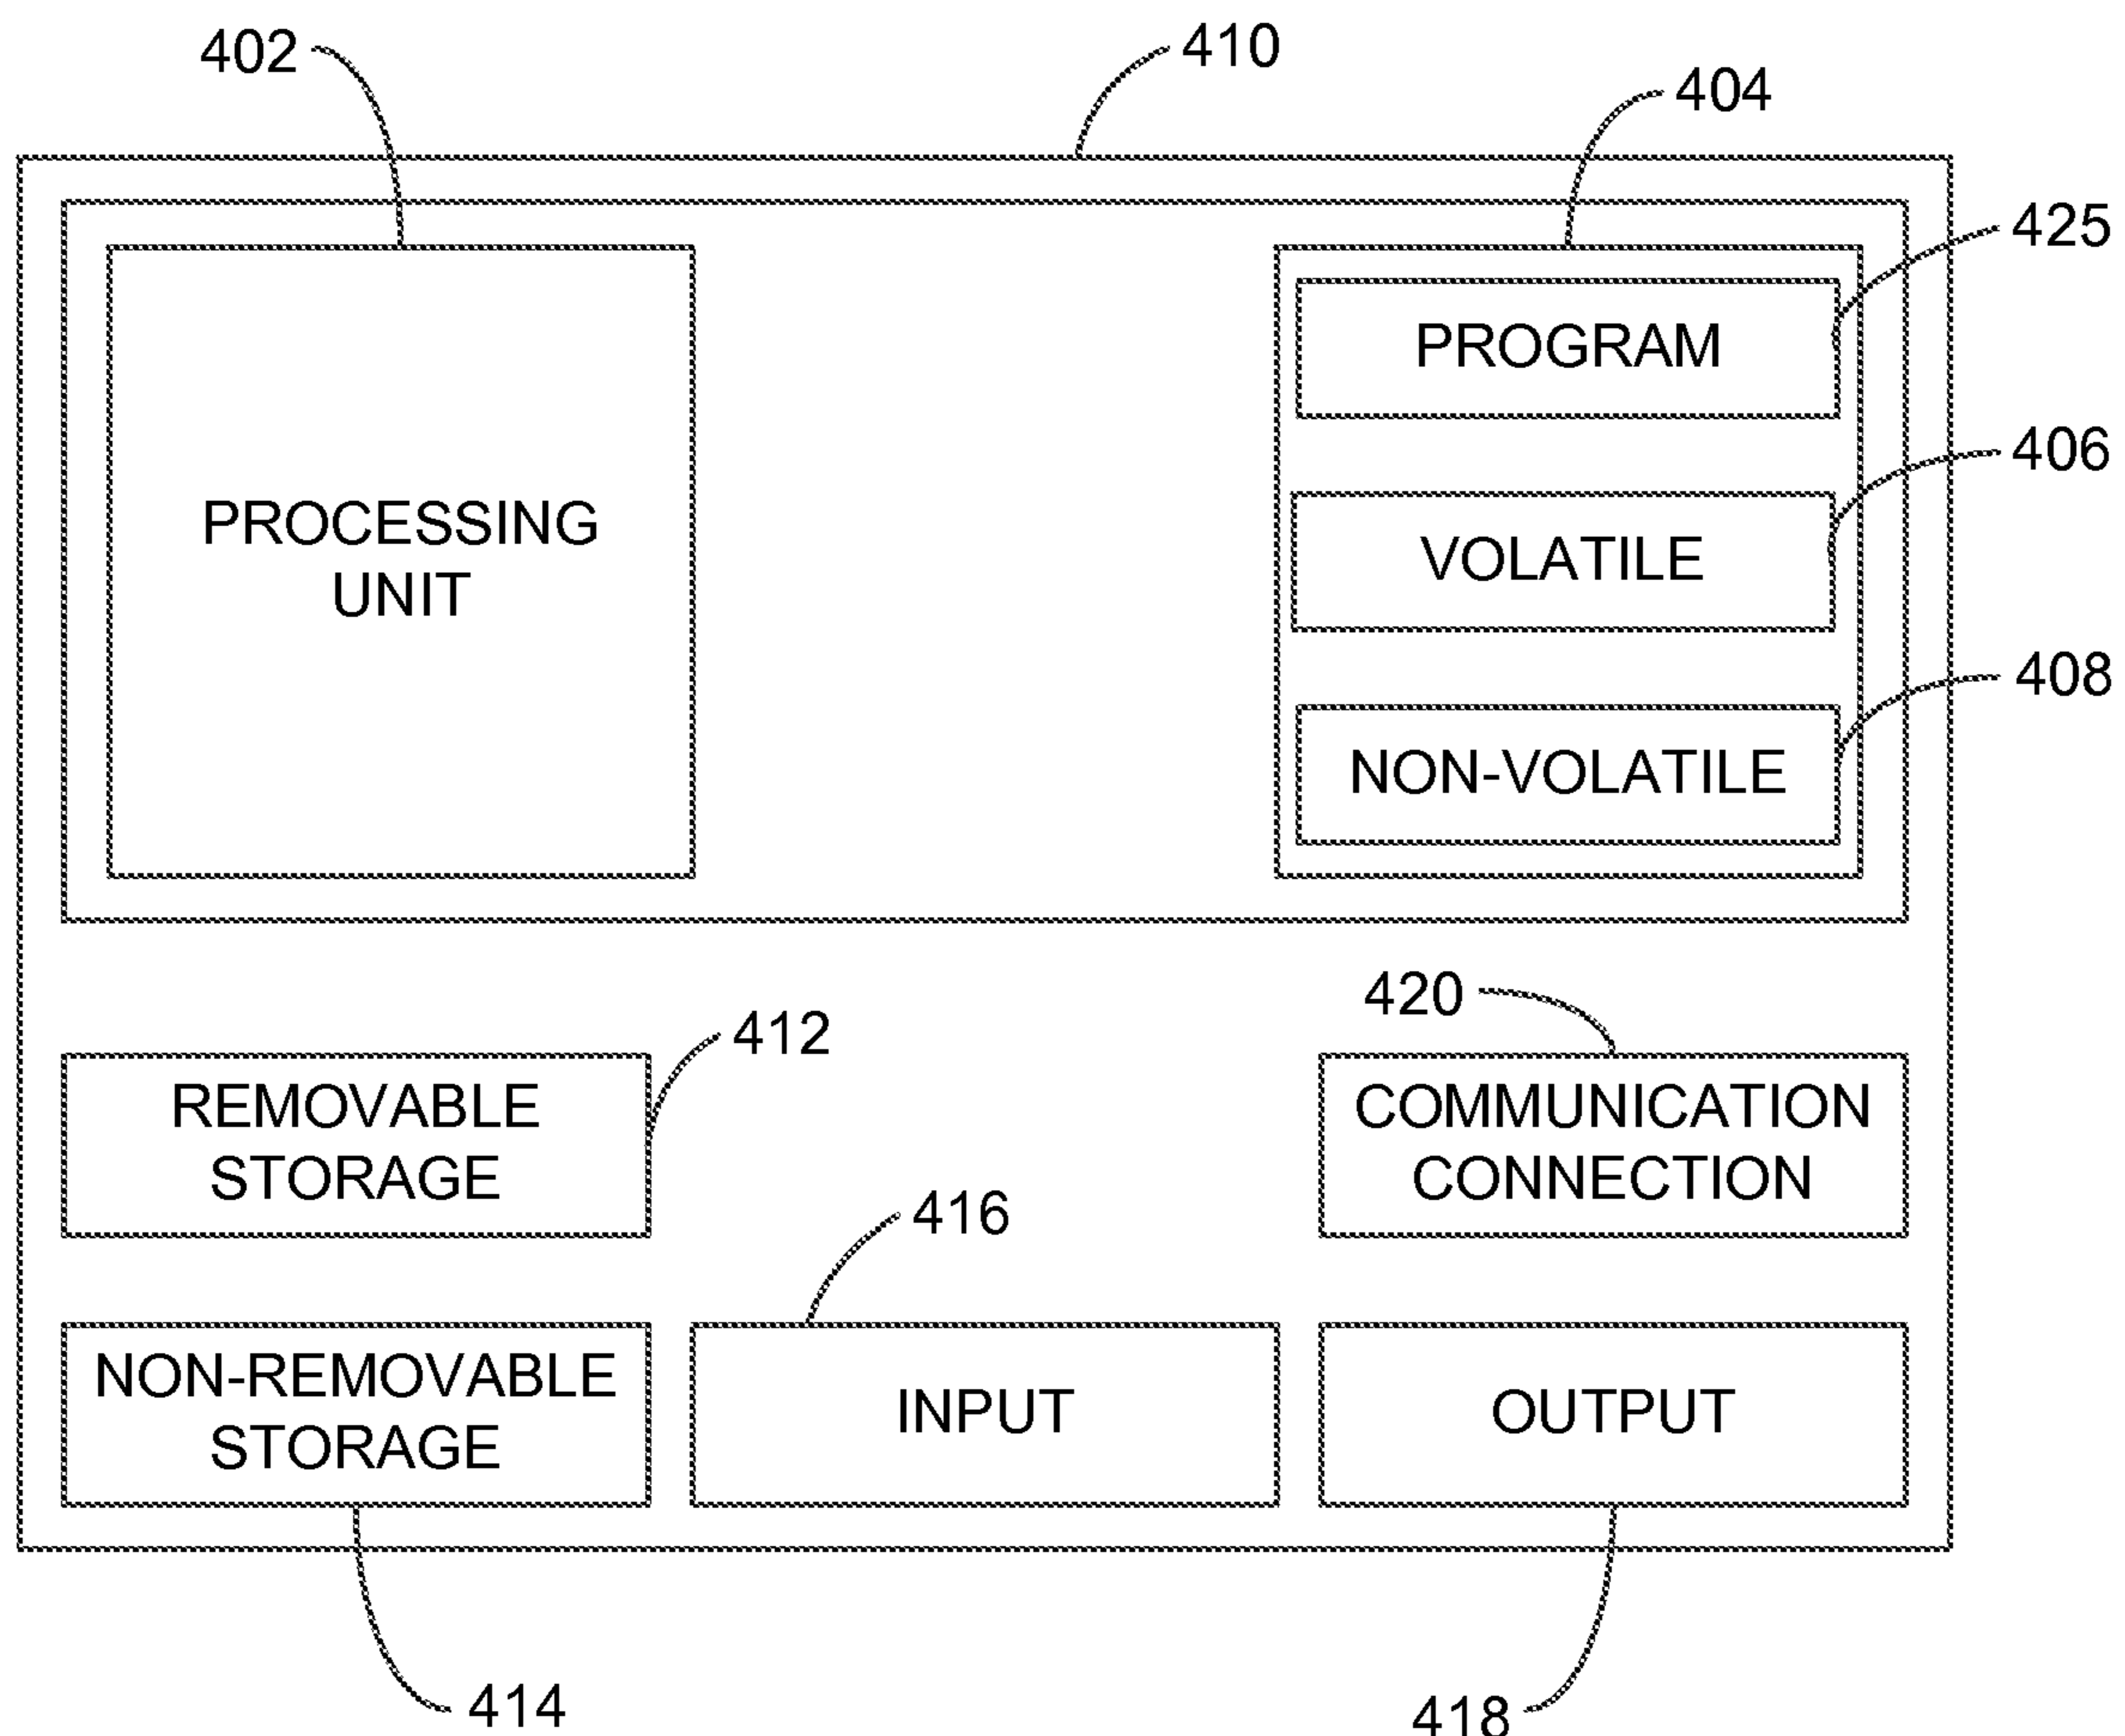 402
410
404
425
PROGRAM
406
PROCESSING
UNIT
VOLATILE
408
NON-VOLATILE
420
412
REMOVABLE
STORAGE
COMMUNICATION
CONNECTION
416
NON-REMOVABLE
STORAGE
INPUT
OUTPUT
414
418